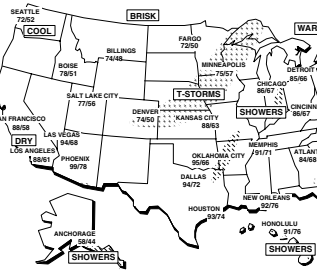 SEATTLE
72/52
BRISK
WAR
COOL
FARGO
72/50
BILLINGS
74/48
BOISE
78/51
MINNEAPOLIS
75/57
DETROIT
85/66
CHICAGO
86/67
SALT LAKE CITY
77/56
T-STORMS
DENVER
74/50
KANSAS CITY
88/63
SHOWERS
CINCINN
86/67
AN FRANCISCO
88/58
DRY
LAS VEGAS
94/68
LOS ANGELES
88/61
PHOENIX
99/78
OKLAHOMA CITY
95/66
MEMPHIS
91/71
ATLANT
84/68
DALLAS
94/72
HOUSTON
93/74
NEW ORLEANS
92/76
ANCHORAGE
58/44
SHOWERS
HONOLULU
91/76
SHOWERS